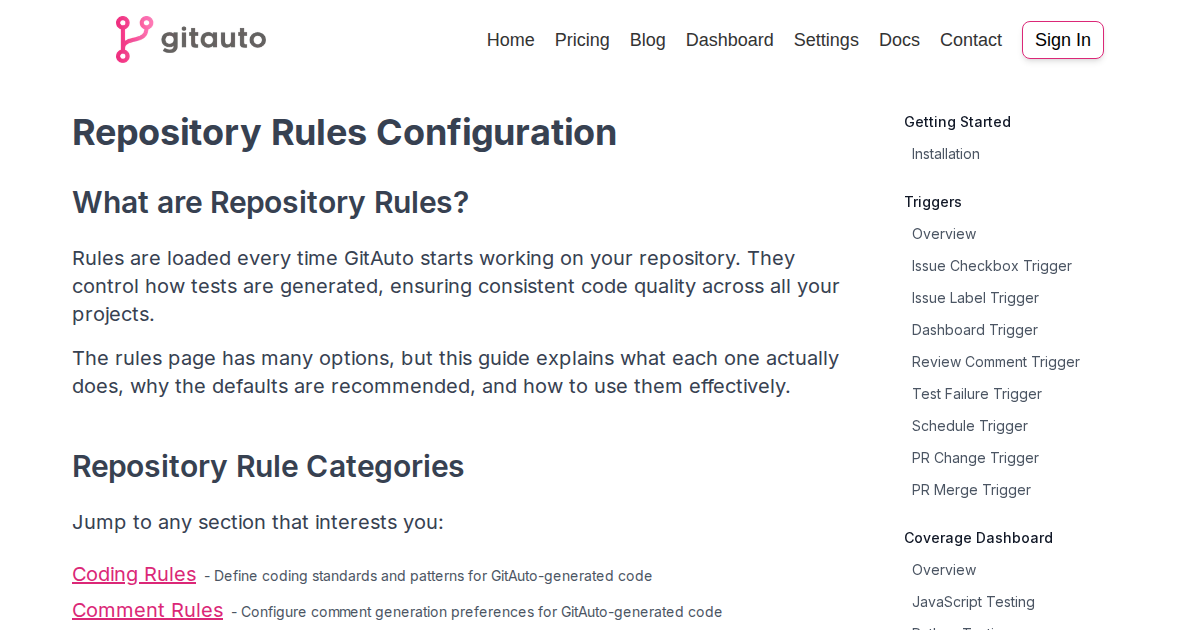 gitauto
Home Pricing Blog Dashboard Settings Docs Contact Sign In
Repository Rules Configuration
What are Repository Rules?
Rules are loaded every time GitAuto starts working on your repository. They
control how tests are generated, ensuring consistent code quality across all your
projects.
The rules page has many options, but this guide explains what each one actually
does, why the defaults are recommended, and how to use them effectively.
Repository Rule Categories
Jump to any section that interests you:
Coding Rules - Define coding standards and patterns for GitAuto-generated code
Comment Rules - Configure comment generation preferences for GitAuto-generated code
Getting Started
Installation
Triggers
Overview
Issue Checkbox Trigger
Issue Label Trigger
Dashboard Trigger
Review Comment Trigger
Test Failure Trigger
Schedule Trigger
PR Change Trigger
PR Merge Trigger
Coverage Dashboard
Overview
JavaScript Testing